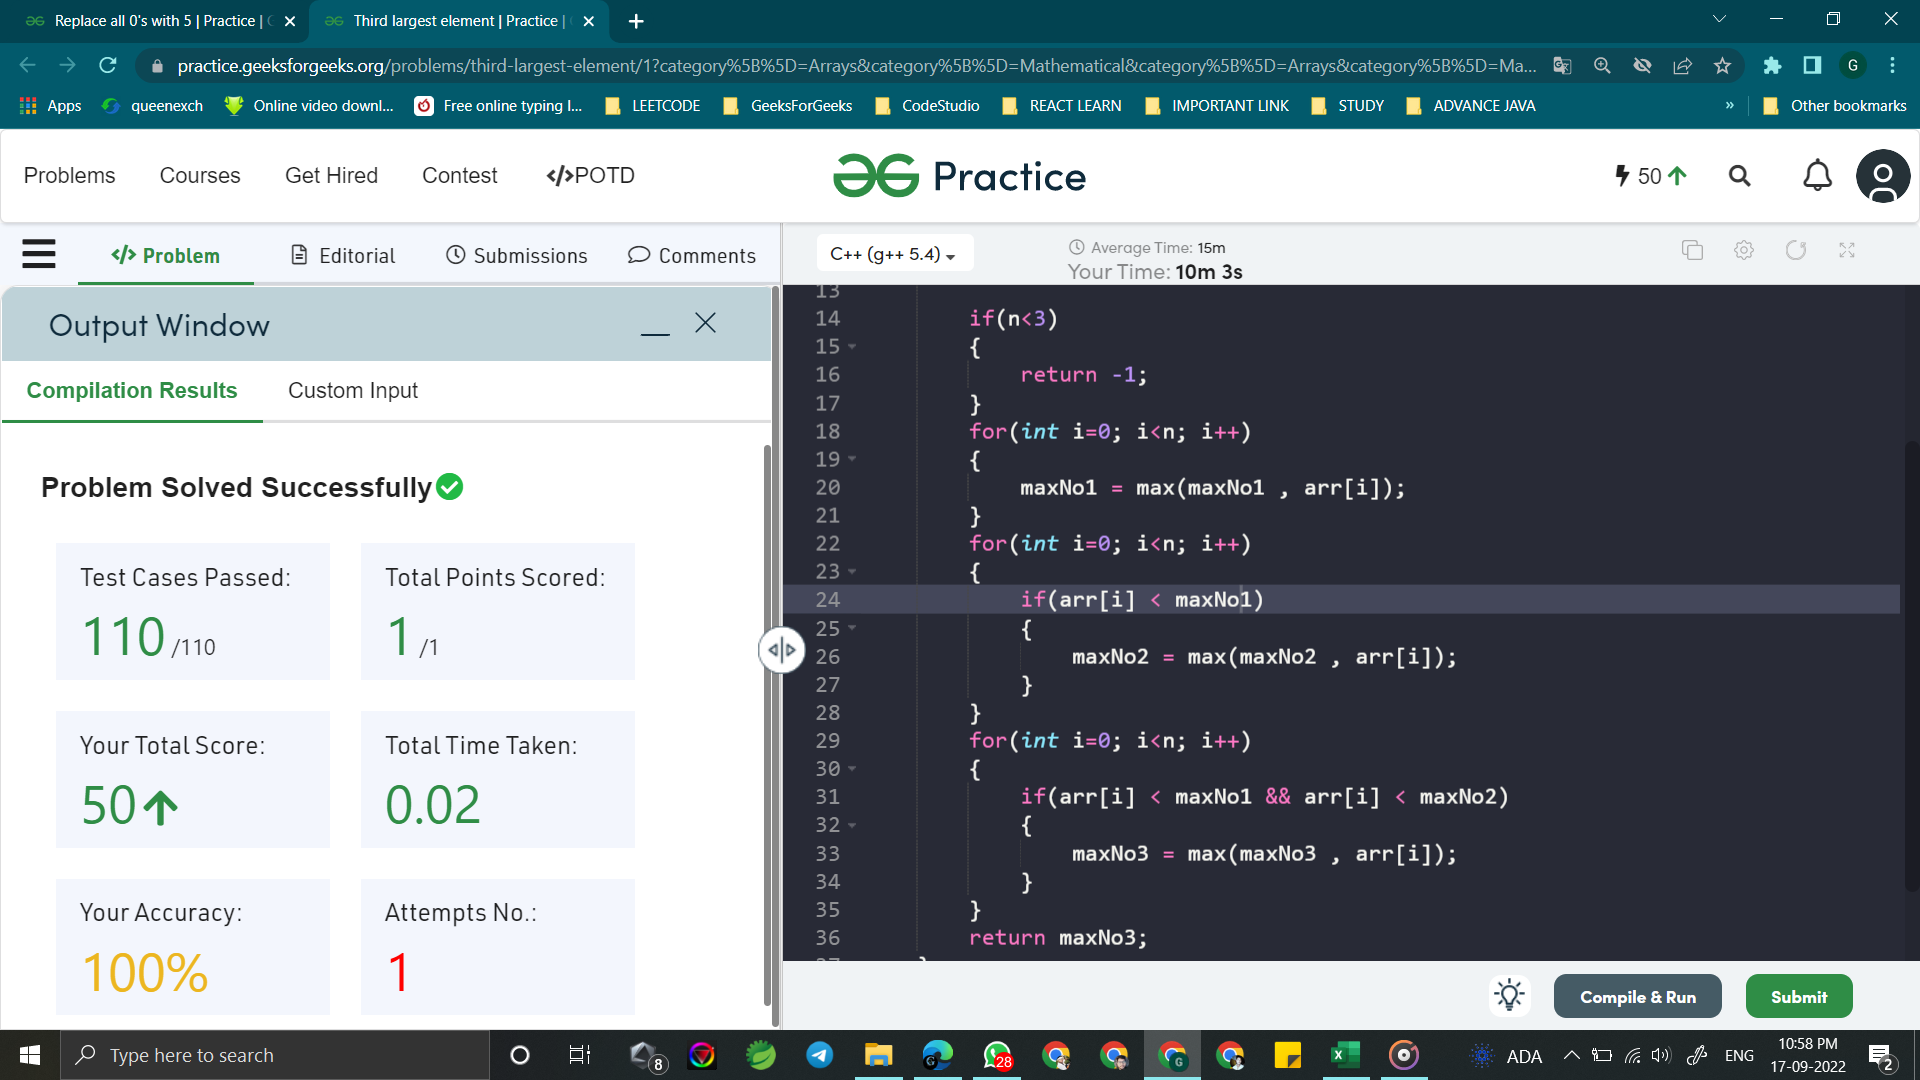 Replace all 0's with 5 | Practice |
Third largest element | Practice |
practice.geeksforgeeks.org/problems/third-largest-element/1?category%5B%5D=Arrays&category%5B%5D=Mathematical&category%5B%5D=Arrays&category%5B%5D=Ma...
G
Apps
queenexch
Online video downl...
Free online typing I...
LEETCODE
GeeksForGeeks
CodeStudio
REACT LEARN
IMPORTANT LINK
STUDY
ADVANCE JAVA
»
Other bookmarks
Problems
Courses
Get Hired
Contest
</>POTD
Practice
50
</> Problem
Editorial
Submissions
Comments
C++ (g++ 5.4)
Average Time: 15m
Your Time: 10m 3s
Output Window
Compilation Results
Custom Input
Problem Solved Successfully
Test Cases Passed:
110 /110
Total Points Scored:
1 /1
Your Total Score:
50
Total Time Taken:
0.02
Your Accuracy:
100%
Attempts No.:
1
13
14 if(n<3)
15 {
16 return -1;
17 }
18 for(int i=0; i<n; i++)
19 {
20 maxNo1 = max(maxNo1 , arr[i]);
21 }
22 for(int i=0; i<n; i++)
23 {
24 if(arr[i] < maxNo1)
25 {
26 maxNo2 = max(maxNo2 , arr[i]);
27 }
28 }
29 for(int i=0; i<n; i++)
30 {
31 if(arr[i] < maxNo1 && arr[i] < maxNo2)
32 {
33 maxNo3 = max(maxNo3 , arr[i]);
34 }
35 }
36 return maxNo3;
Compile & Run
Submit
Type here to search
8
28
G
ADA
ENG
10:58 PM
17-09-2022
2